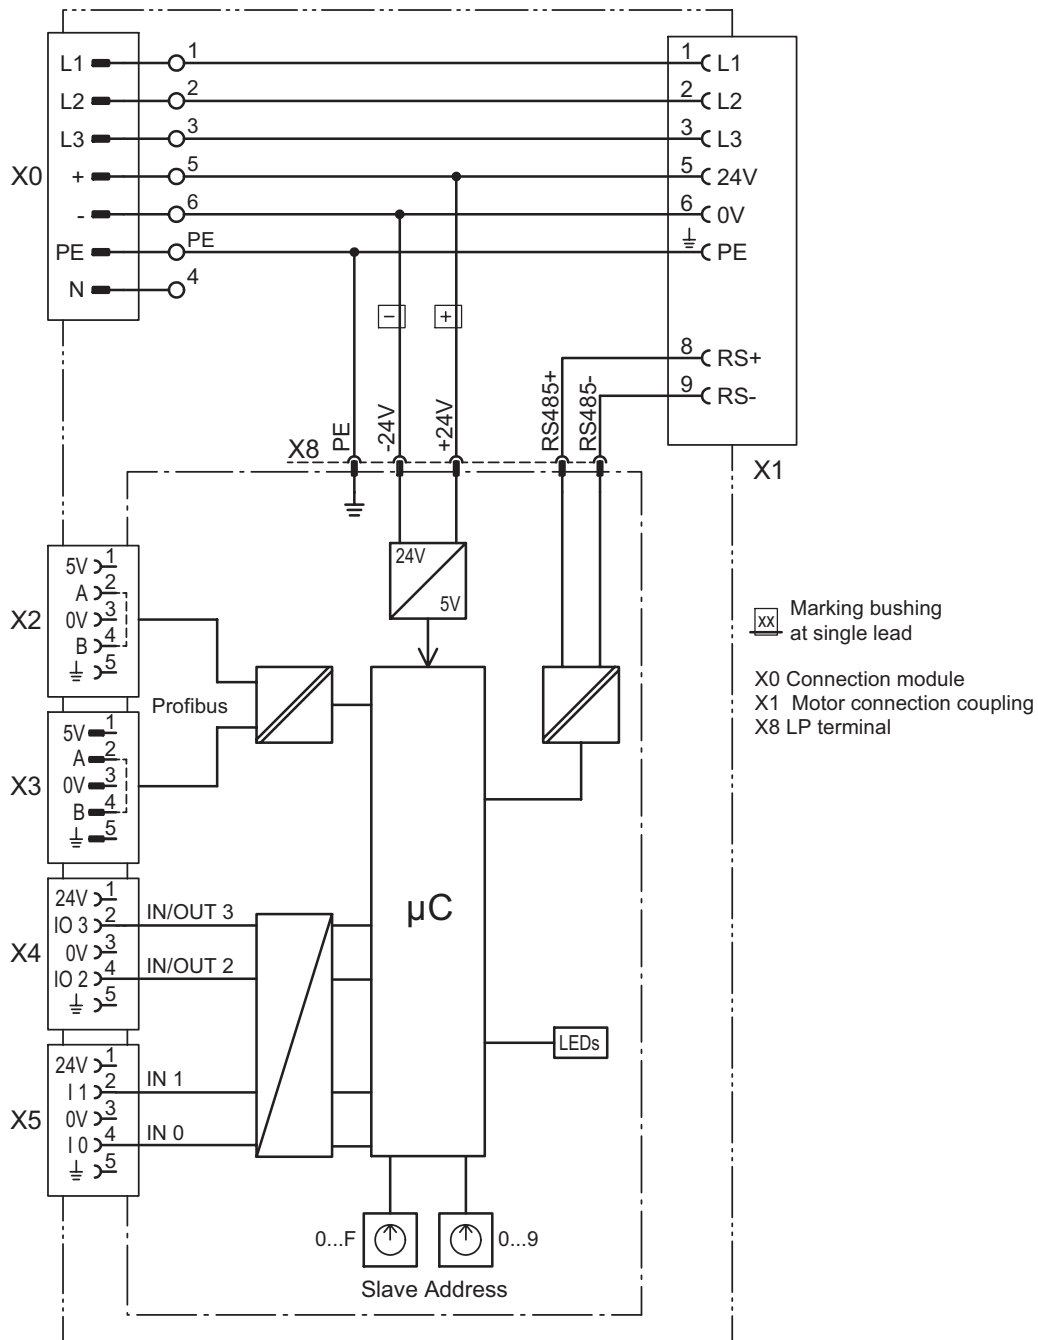 X0
L1 1
L2 2
L3 3
+ 5
- 6
PE PE
N 4
1 L1
2 L2
3 L3
5 24V
6 0V
PE
8 RS+
9 RS-
X1
− +
X8
PE
-24V
+24V
RS485+
RS485-
24V
5V
X2
5V 1
A 2
0V 3
B 4
5
Profibus
X3
5V 1
A 2
0V 3
B 4
5
X4
24V 1
IO 3 2
0V 3
IO 2 4
5
IN/OUT 3
IN/OUT 2
X5
24V 1
I 1 2
0V 3
I 0 4
5
IN 1
IN 0
µC
LEDs
0...F
0...9
Slave Address
xx Marking bushing
at single lead
X0 Connection module
X1 Motor connection coupling
X8 LP terminal